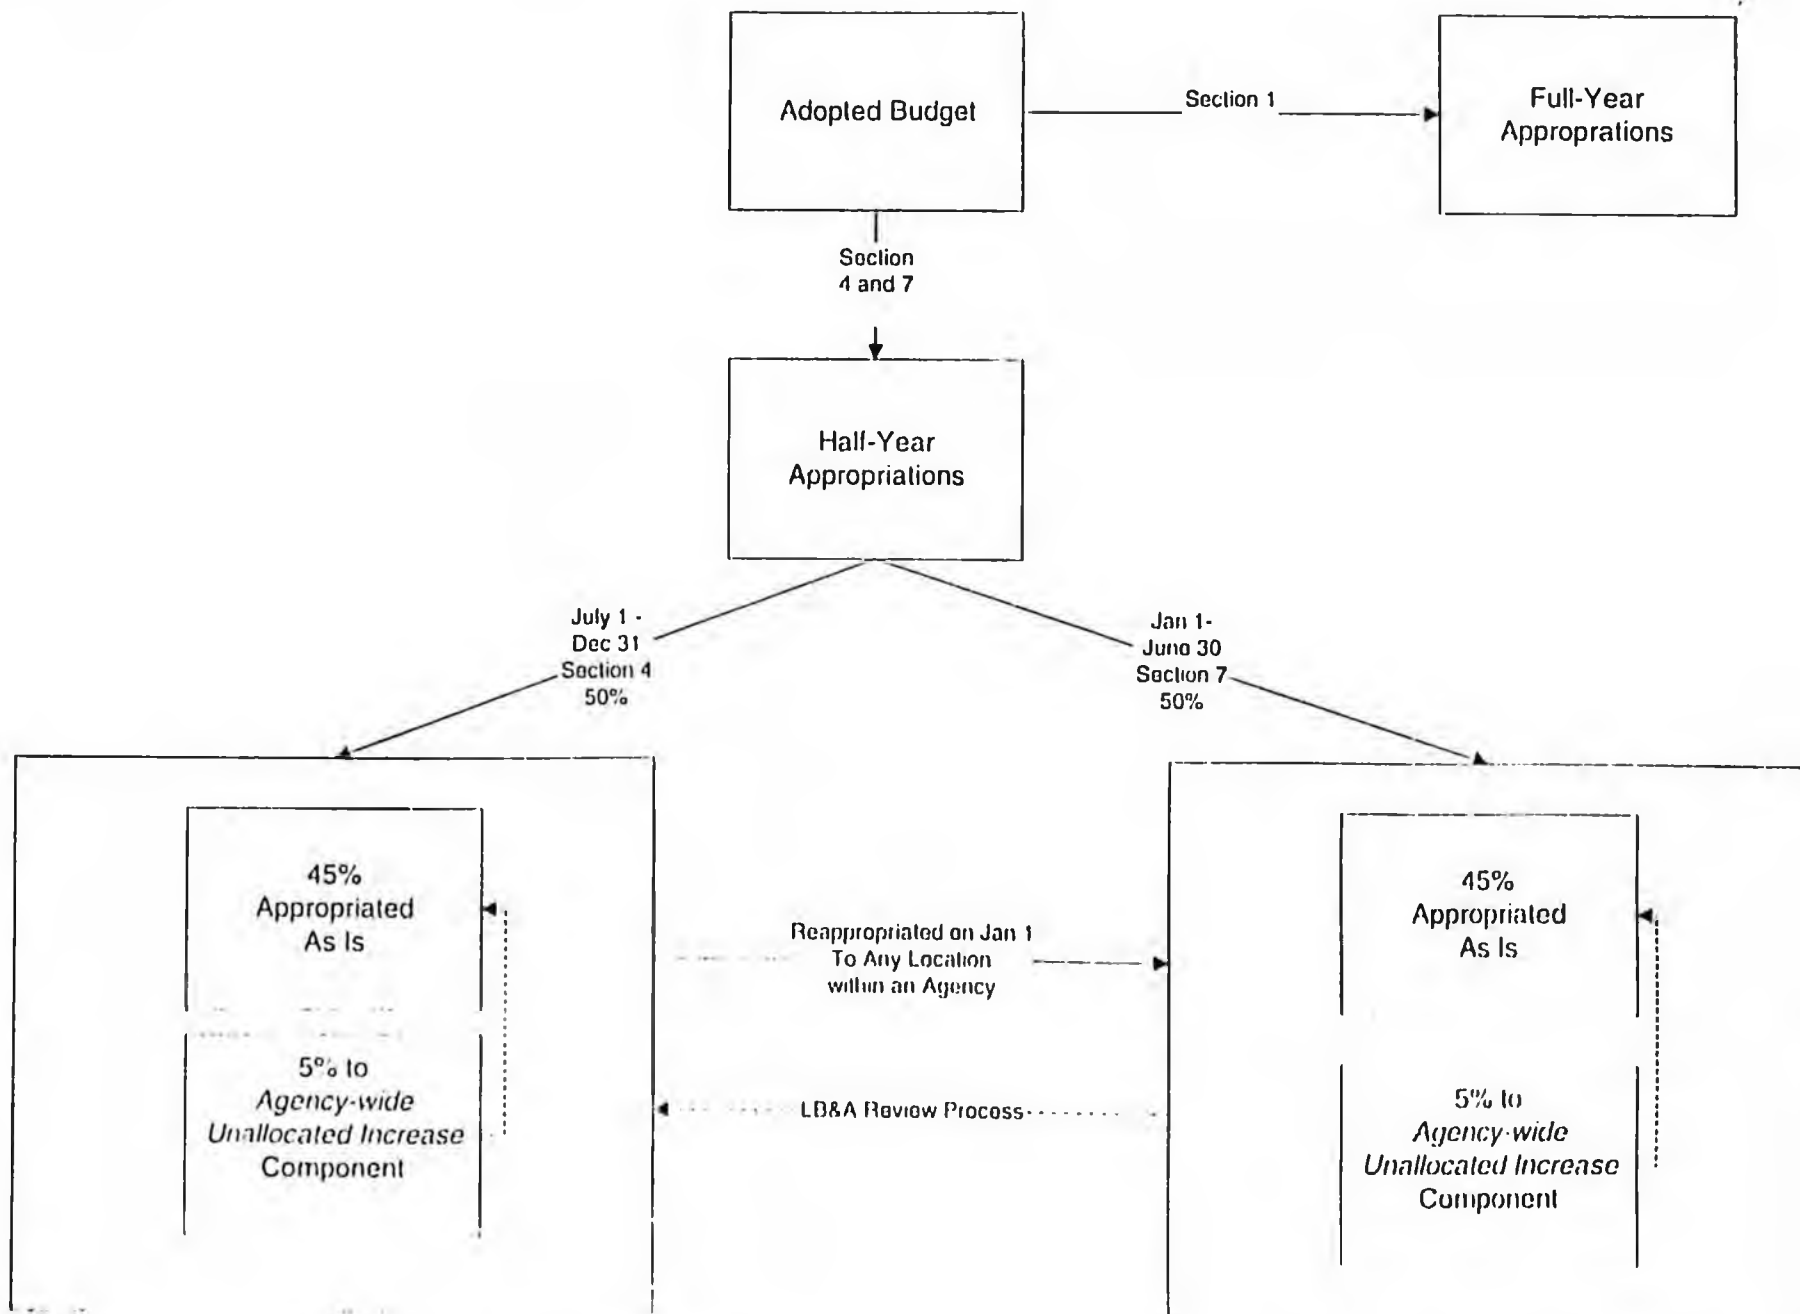 Adopted Budget
Section 1
Full-Year
Approprations
Section
4 and 7
Half-Year
Appropriations
July 1 -
Dec 31
Section 4
50%
Jan 1-
June 30
Section 7
50%
45%
Appropriated
As Is
5% to
Agency-wide
Unallocated Increase
Component
Reappropriated on Jan 1
To Any Location
within an Agency
LB&A Review Process
45%
Appropriated
As Is
5% to
Agency-wide
Unallocated Increase
Component